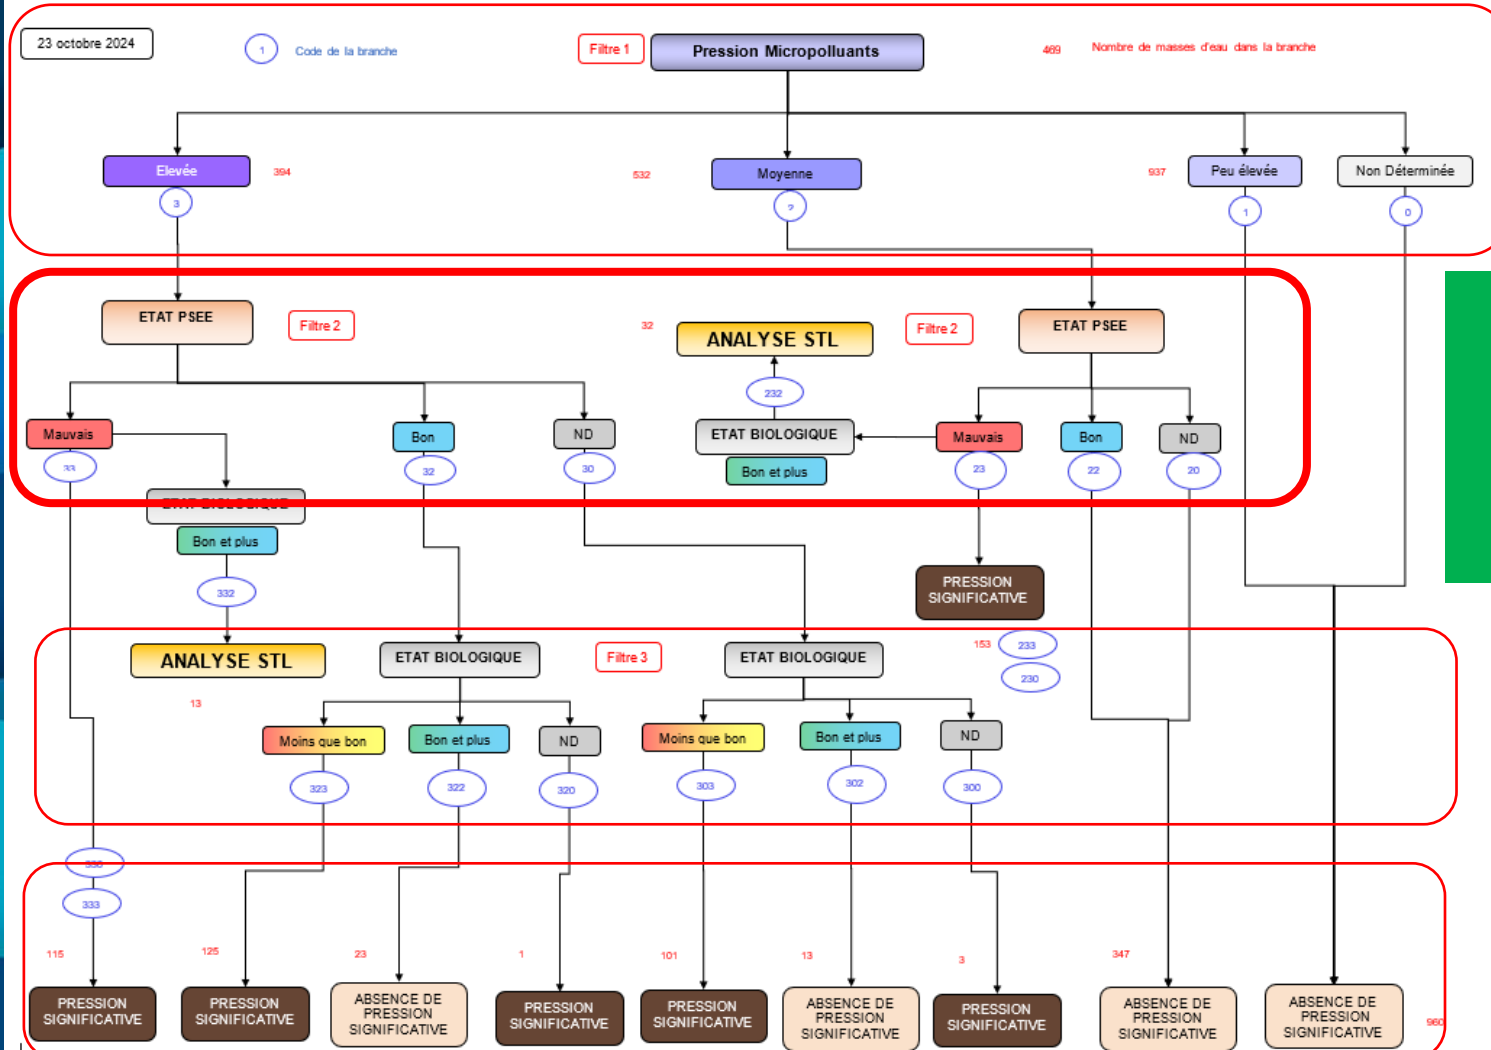 23 octobre 2024
1
Code de la branche
Filtre 1
Pression Micropolluants
469
Nombre de masses d'eau dans la branche
Elevée
394
532
Moyenne
937
Peu élevée
Non Déterminée
3
2
1
0
ETAT PSEE
Filtre 2
32
ANALYSE STL
Filtre 2
ETAT PSEE
232
Mauvais
Bon
ND
ETAT BIOLOGIQUE
Mauvais
Bon
ND
33
32
30
Bon et plus
23
22
20
ETAT BIOLOGIQUE
Bon et plus
332
PRESSION
SIGNIFICATIVE
ANALYSE STL
ETAT BIOLOGIQUE
Filtre 3
ETAT BIOLOGIQUE
153
233
230
13
Moins que bon
Bon et plus
ND
Moins que bon
Bon et plus
ND
323
322
320
303
302
300
330
333
115
125
23
1
101
13
3
347
PRESSION
SIGNIFICATIVE
PRESSION
SIGNIFICATIVE
ABSENCE DE
PRESSION
SIGNIFICATIVE
PRESSION
SIGNIFICATIVE
PRESSION
SIGNIFICATIVE
ABSENCE DE
PRESSION
SIGNIFICATIVE
PRESSION
SIGNIFICATIVE
ABSENCE DE
PRESSION
SIGNIFICATIVE
ABSENCE DE
PRESSION
SIGNIFICATIVE
960